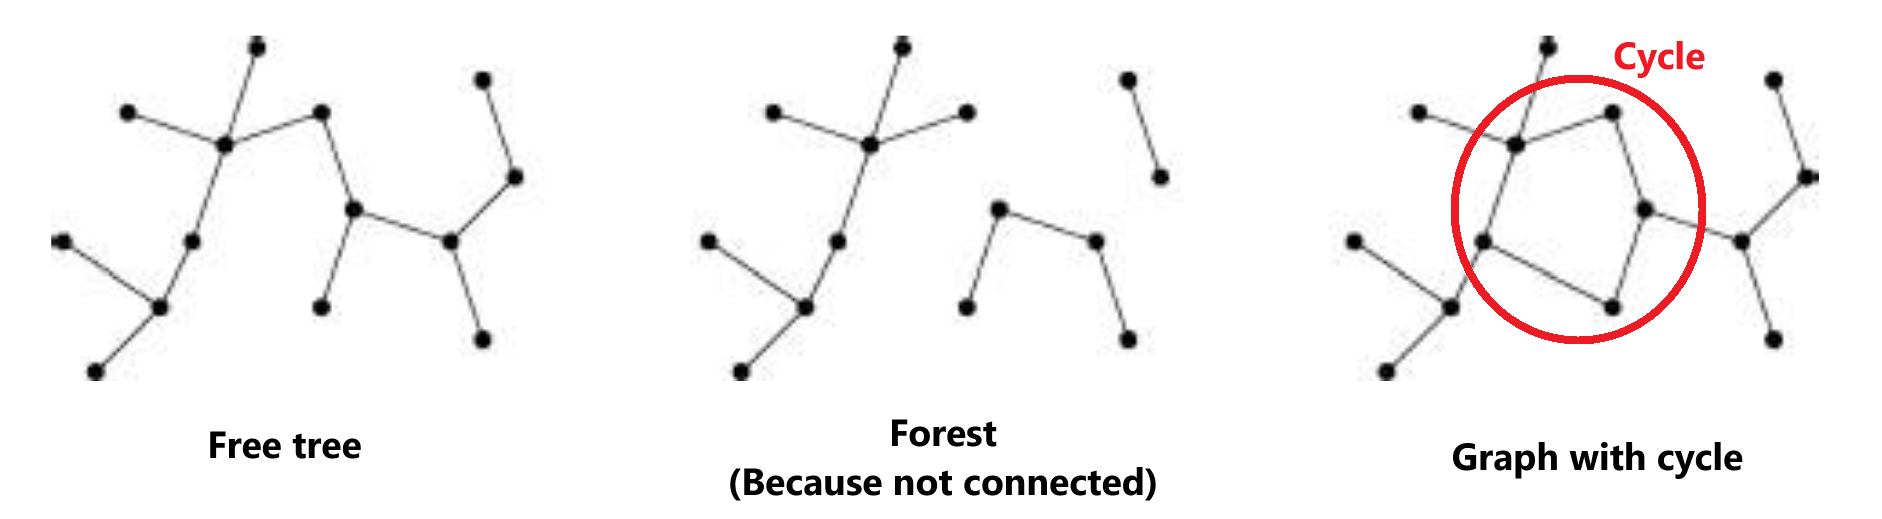 Cycle
Free tree
Forest
(Because not connected)
Graph with cycle